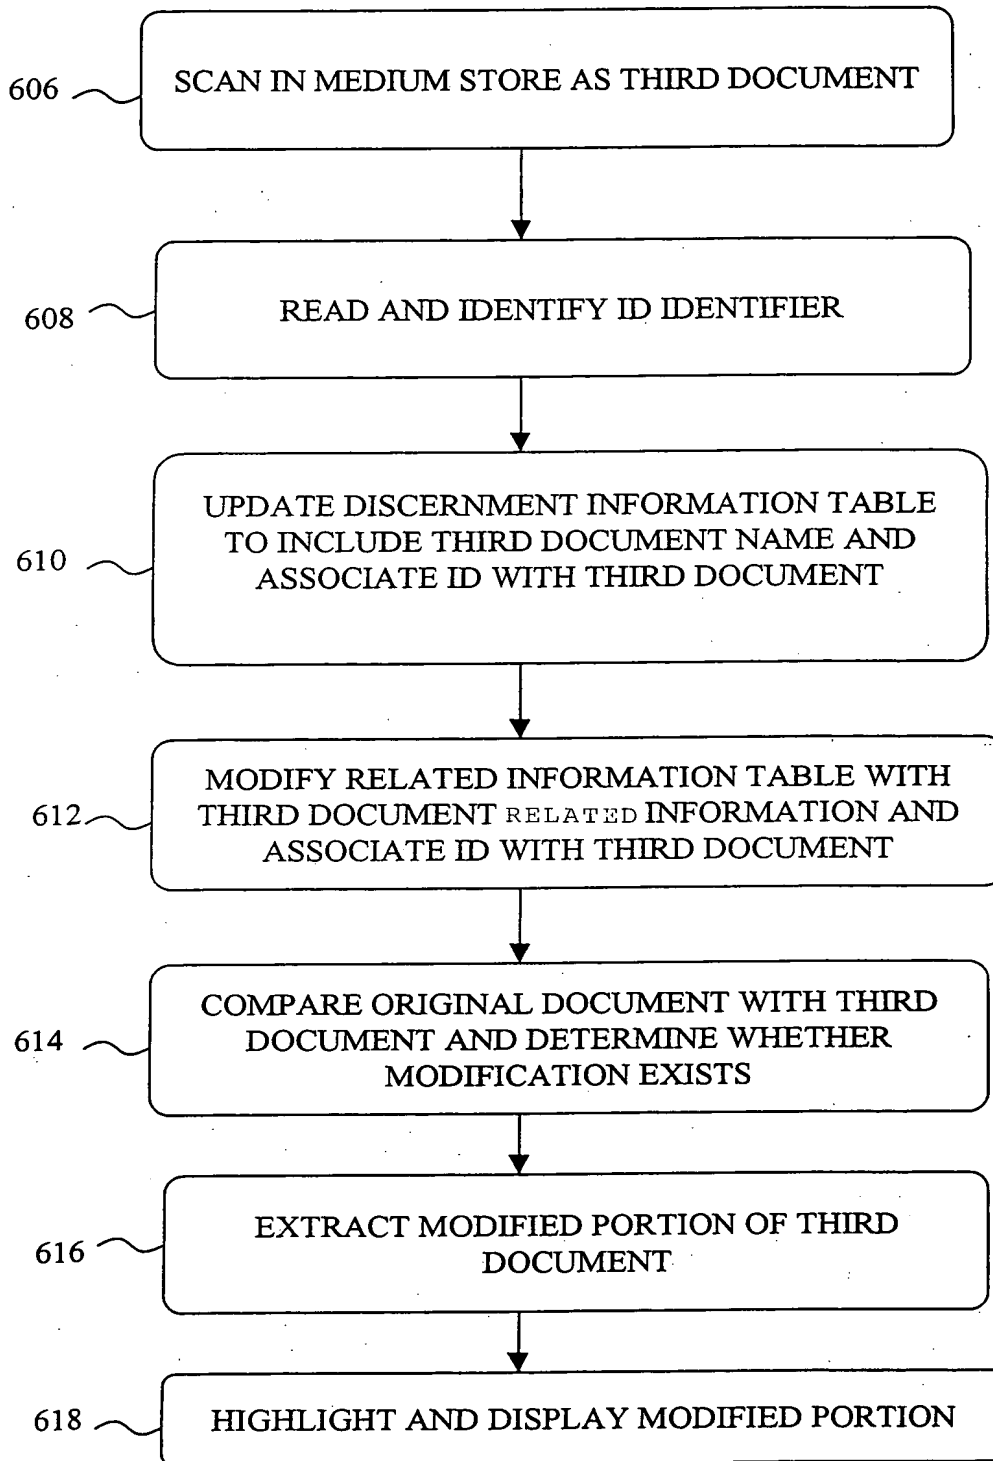 606
SCAN IN MEDIUM STORE AS THIRD DOCUMENT
608
READ AND IDENTIFY ID IDENTIFIER
610
UPDATE DISCERNMENT INFORMATION TABLE
TO INCLUDE THIRD DOCUMENT NAME AND
ASSOCIATE ID WITH THIRD DOCUMENT
612
MODIFY RELATED INFORMATION TABLE WITH
THIRD DOCUMENT RELATED INFORMATION AND
ASSOCIATE ID WITH THIRD DOCUMENT
614
COMPARE ORIGINAL DOCUMENT WITH THIRD
DOCUMENT AND DETERMINE WHETHER
MODIFICATION EXISTS
616
EXTRACT MODIFIED PORTION OF THIRD
DOCUMENT
618
HIGHLIGHT AND DISPLAY MODIFIED PORTION